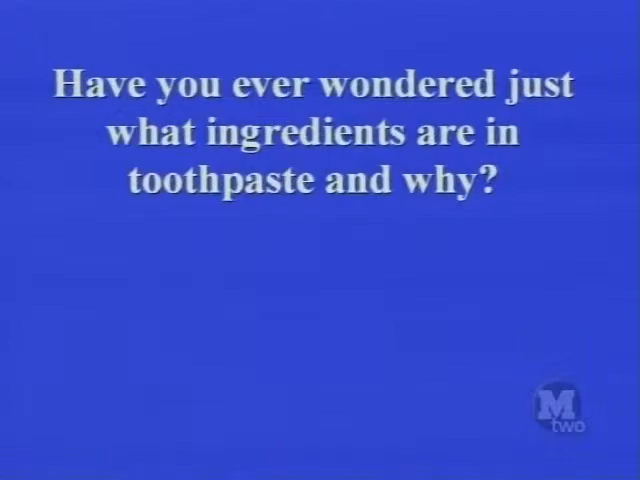 Have you ever wondered just
what ingredients are in
toothpaste and why?
M
two